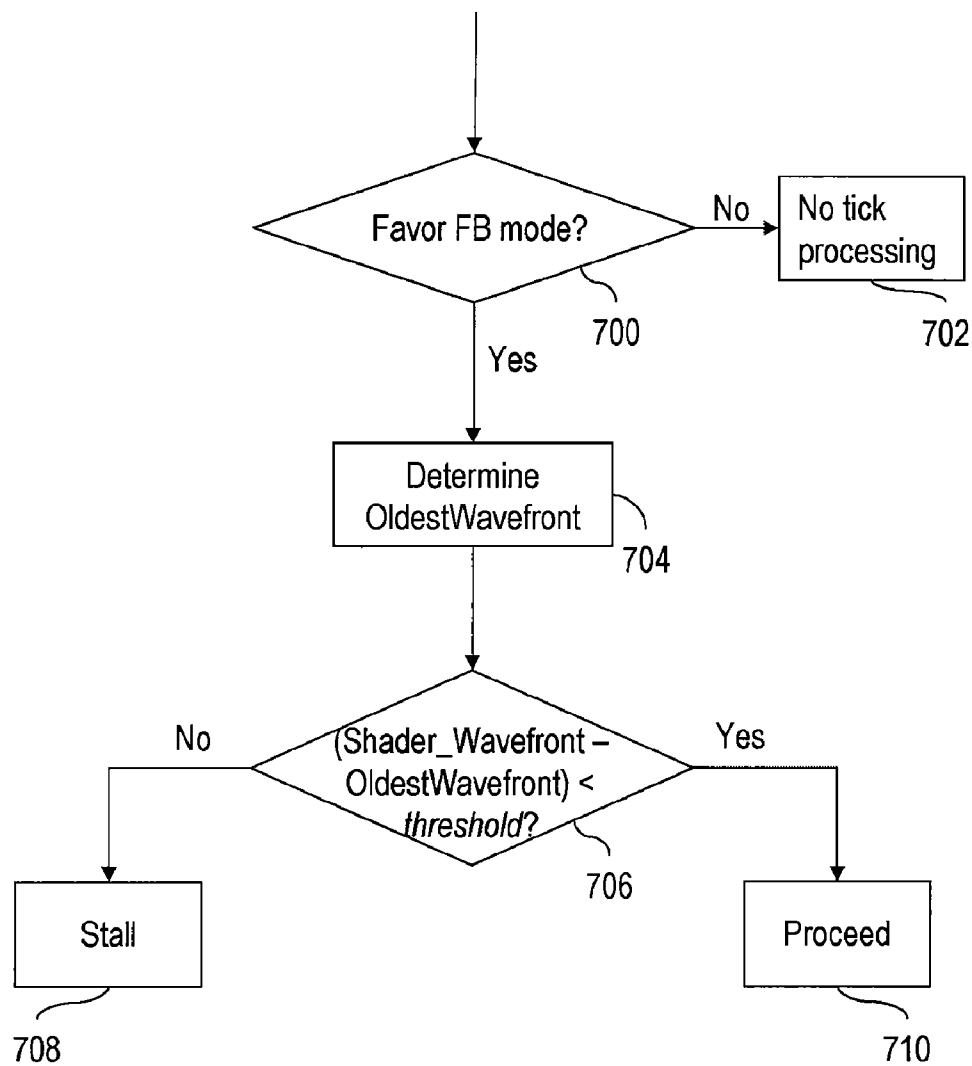 Favor FB mode?
No
No tick
processing
700
702
Yes
Determine
OldestWavefront
704
No
(Shader_Wavefront –
OldestWavefront) <
threshold?
Yes
706
Stall
Proceed
708
710